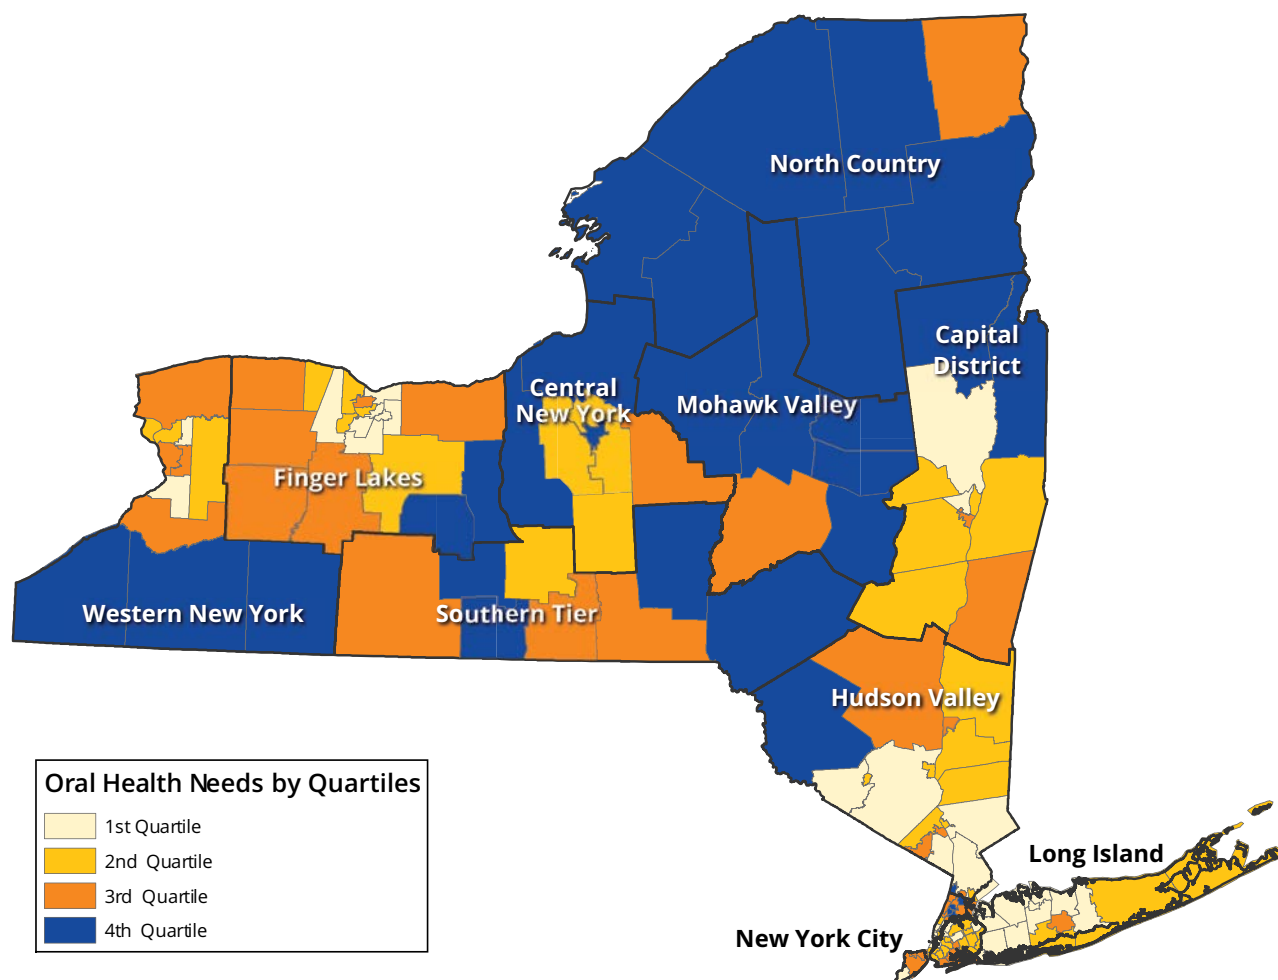 North Country
Capital
District
Central
New York
Mohawk Valley
Finger Lakes
Western New York
Southern Tier
Hudson Valley
Oral Health Needs by Quartiles
1st Quartile
2nd Quartile
3rd Quartile
4th Quartile
Long Island
New York City